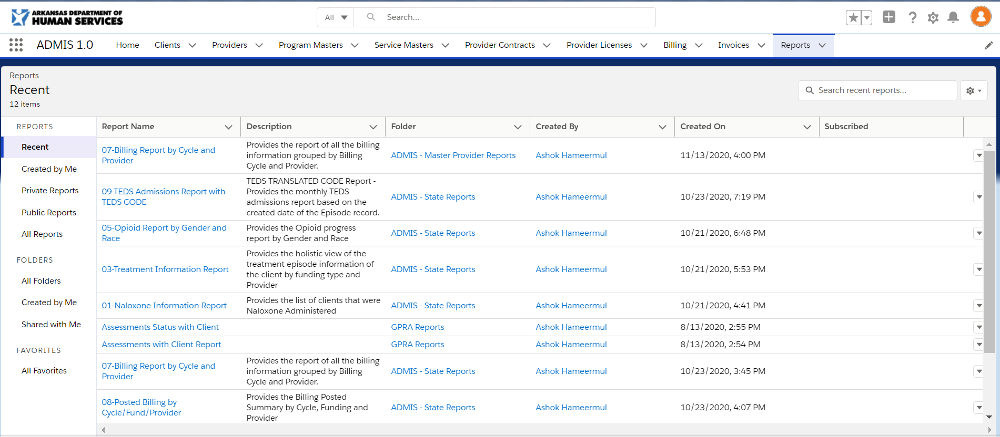 ARKANSAS DEPARTMENT OF
HUMAN SERVICES
All
Search...
ADMIS 1.0
Home
Clients
Providers
Program Masters
Service Masters
Provider Contracts
Provider Licenses
Billing
Invoices
Reports
Reports
Recent
12 items
Search recent reports...
REPORTS
Recent
Created by Me
Private Reports
Public Reports
All Reports
FOLDERS
All Folders
Created by Me
Shared with Me
FAVORITES
All Favorites
Report Name
Description
Folder
Created By
Created On
Subscribed
07-Billing Report by Cycle and
Provider
Provides the report of all the billing
information grouped by Billing
Cycle and Provider.
ADMIS - Master Provider Reports
Ashok Hameermul
11/13/2020, 4:00 PM
09-TEDS Admissions Report with
TEDS CODE
TEDS TRANSLATED CODE Report -
Provides the monthly TEDS
admissions report based on the
created date of the Episode record.
ADMIS - State Reports
Ashok Hameermul
10/23/2020, 7:19 PM
05-Opioid Report by Gender and
Race
Provides the Opioid progress
report by Gender and Race
ADMIS - State Reports
Ashok Hameermul
10/21/2020, 6:48 PM
03-Treatment Information Report
Provides the holistic view of the
treatment episode information of
the client by funding type and
Provider
ADMIS - State Reports
Ashok Hameermul
10/21/2020, 5:53 PM
01-Naloxone Information Report
Provides the list of clients that were
Naloxone Administered
ADMIS - State Reports
Ashok Hameermul
10/21/2020, 4:41 PM
Assessments Status with Client
GPRA Reports
Ashok Hameermul
8/13/2020, 2:55 PM
Assessments with Client Report
GPRA Reports
Ashok Hameermul
8/13/2020, 2:54 PM
07-Billing Report by Cycle and
Provider
Provides the report of all the billing
information grouped by Billing
Cycle and Provider.
ADMIS - State Reports
Ashok Hameermul
10/23/2020, 3:45 PM
08-Posted Billing by
Cycle/Fund/Provider
Provides the Billing Posted
Summary by Cycle, Funding and
Provider
ADMIS - State Reports
Ashok Hameermul
10/23/2020, 4:07 PM